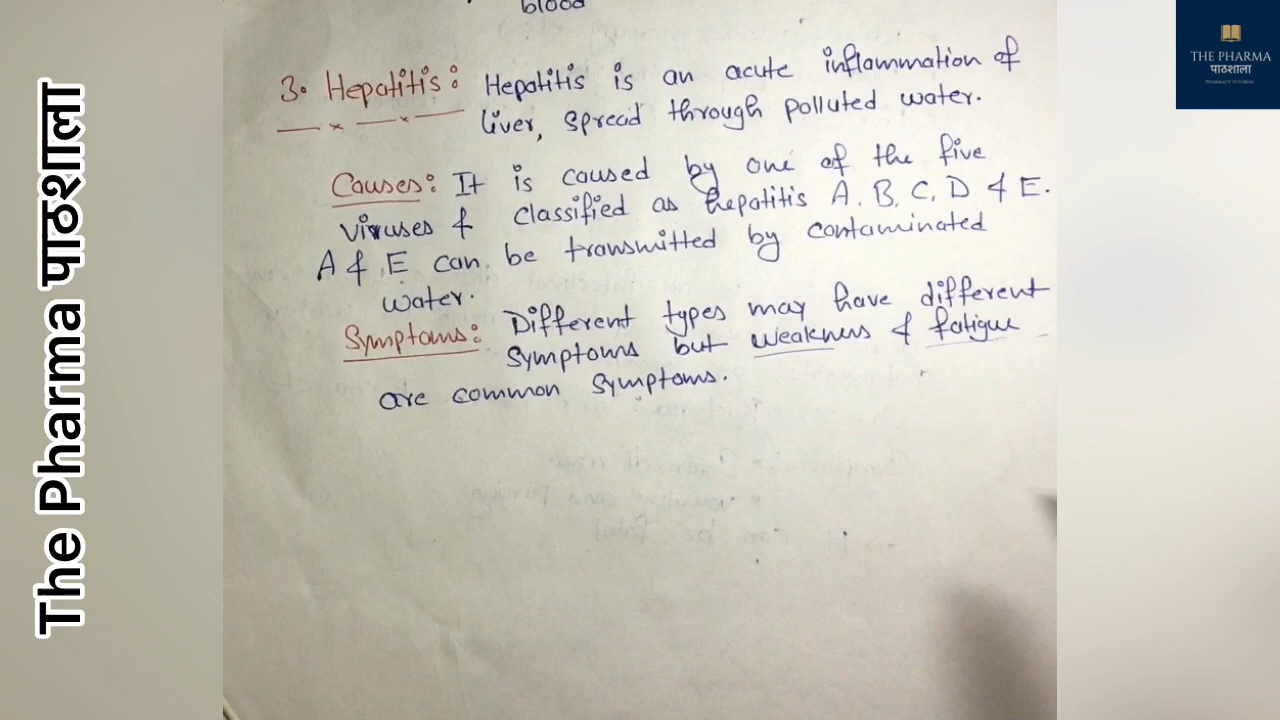 The Pharma पाठशाला
THE PHARMA
पाठशाला
PHARMACY TUTORIAL
blood
3. Hepatitis: Hepatitis is an acute inflammation of
liver, spread through polluted water.
Causes: It is caused by one of the five
viruses & classified as hepatitis A. B. C, D & E.
A & E can be transmitted by contaminated
water.
Symptoms: Different types may have different
symptoms but weakness & fatigue
are common symptoms.